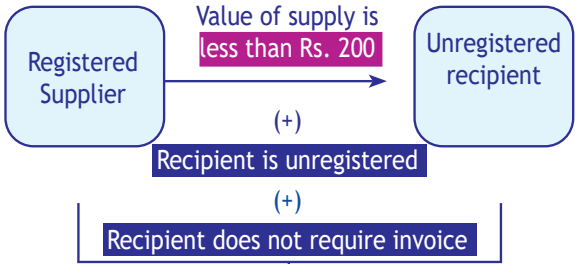 Registered
Supplier
Value of supply is
less than Rs. 200
Unregistered
recipient
(+)
Recipient is unregistered
(+)
Recipient does not require invoice